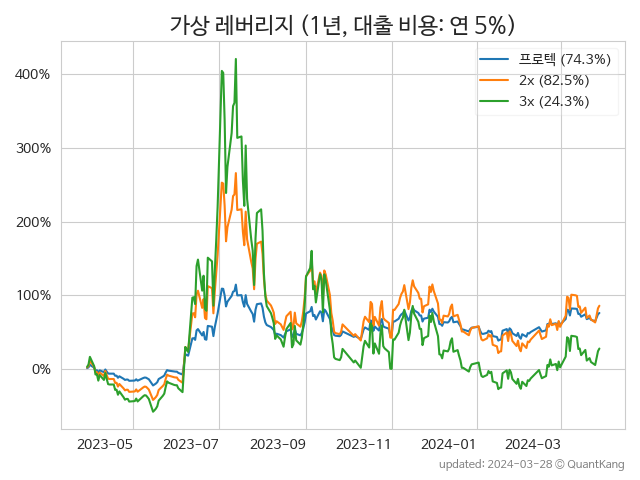 가상 레버리지 (1년, 대출 비용: 연 5%)
프로텍 (74.3%)
2x (82.5%)
3x (24.3%)
400%
300%
200%
100%
0%
2023-05 2023-07 2023-09 2023-11 2024-01 2024-03
updated: 2024-03-28 © QuantKang